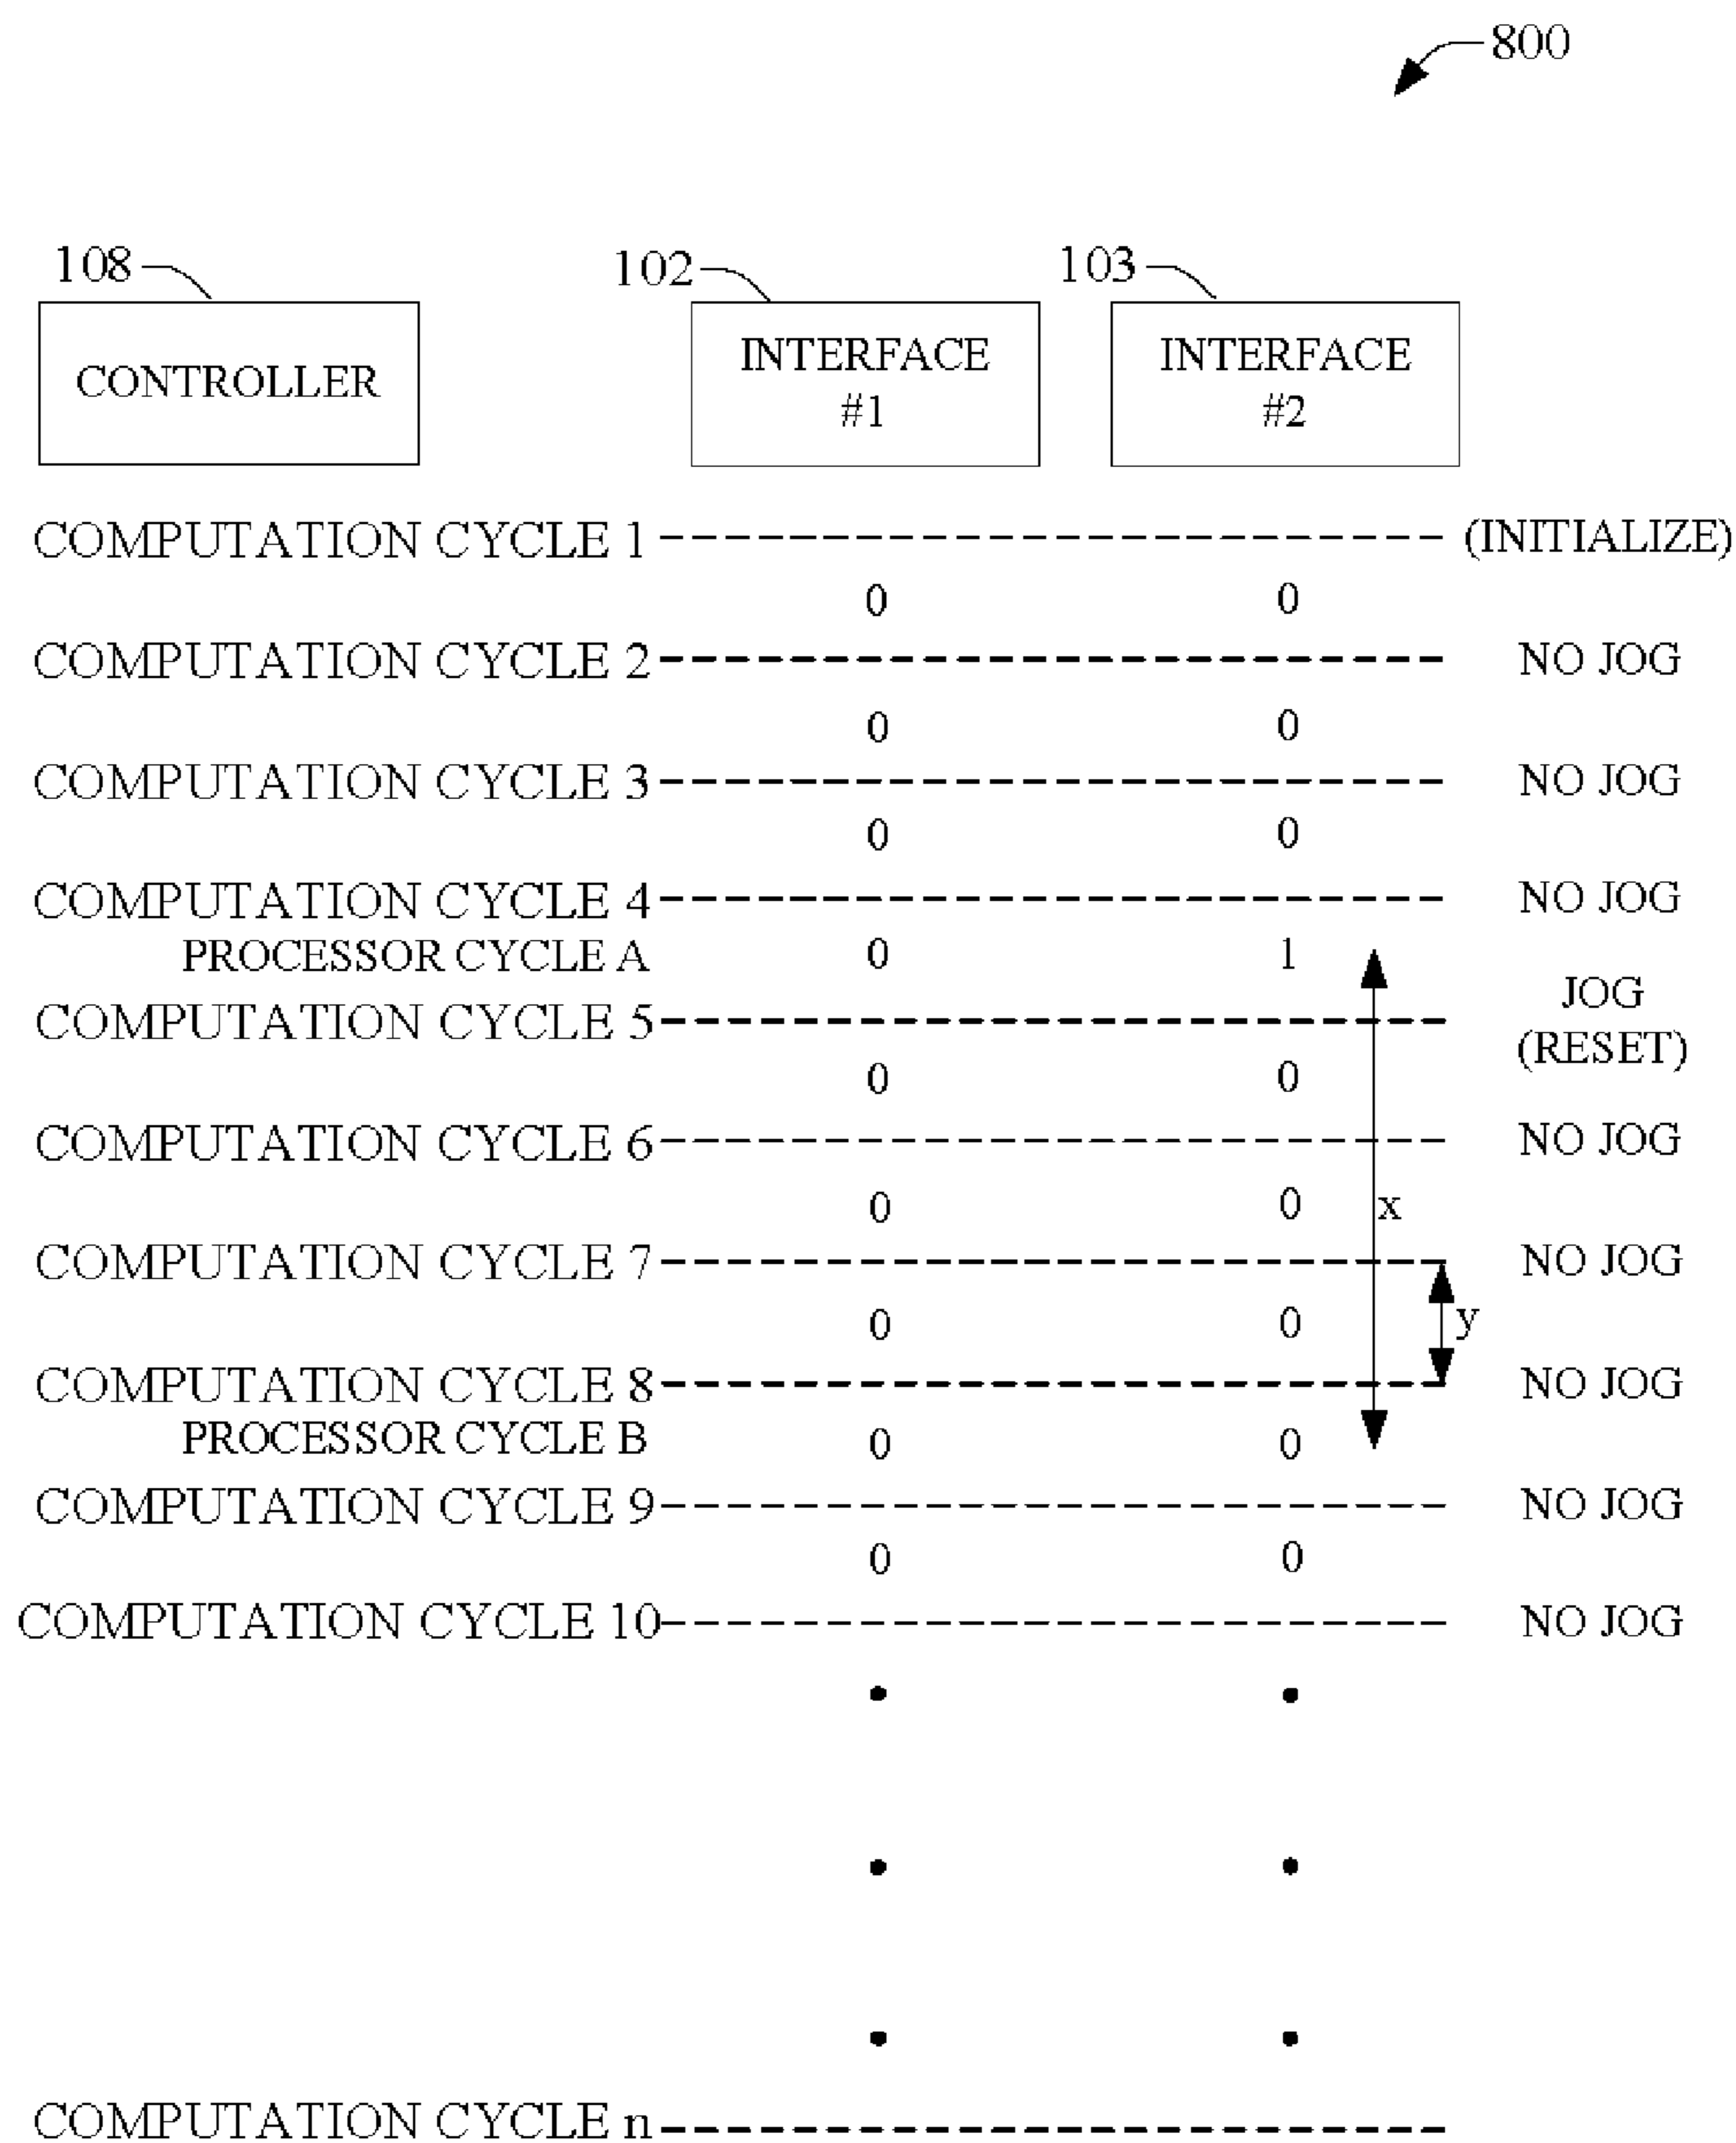 800
108
102
103
CONTROLLER
INTERFACE
#1
INTERFACE
#2
COMPUTATION CYCLE 1 (INITIALIZE)
0 0
COMPUTATION CYCLE 2 NO JOG
0 0
COMPUTATION CYCLE 3 NO JOG
0 0
COMPUTATION CYCLE 4 NO JOG
PROCESSOR CYCLE A 0 1
JOG
COMPUTATION CYCLE 5
(RESET)
0 0
COMPUTATION CYCLE 6 NO JOG
0 0 x
COMPUTATION CYCLE 7 NO JOG
0 0 y
COMPUTATION CYCLE 8 NO JOG
PROCESSOR CYCLE B 0 0
COMPUTATION CYCLE 9 NO JOG
0 0
COMPUTATION CYCLE 10 NO JOG
COMPUTATION CYCLE n